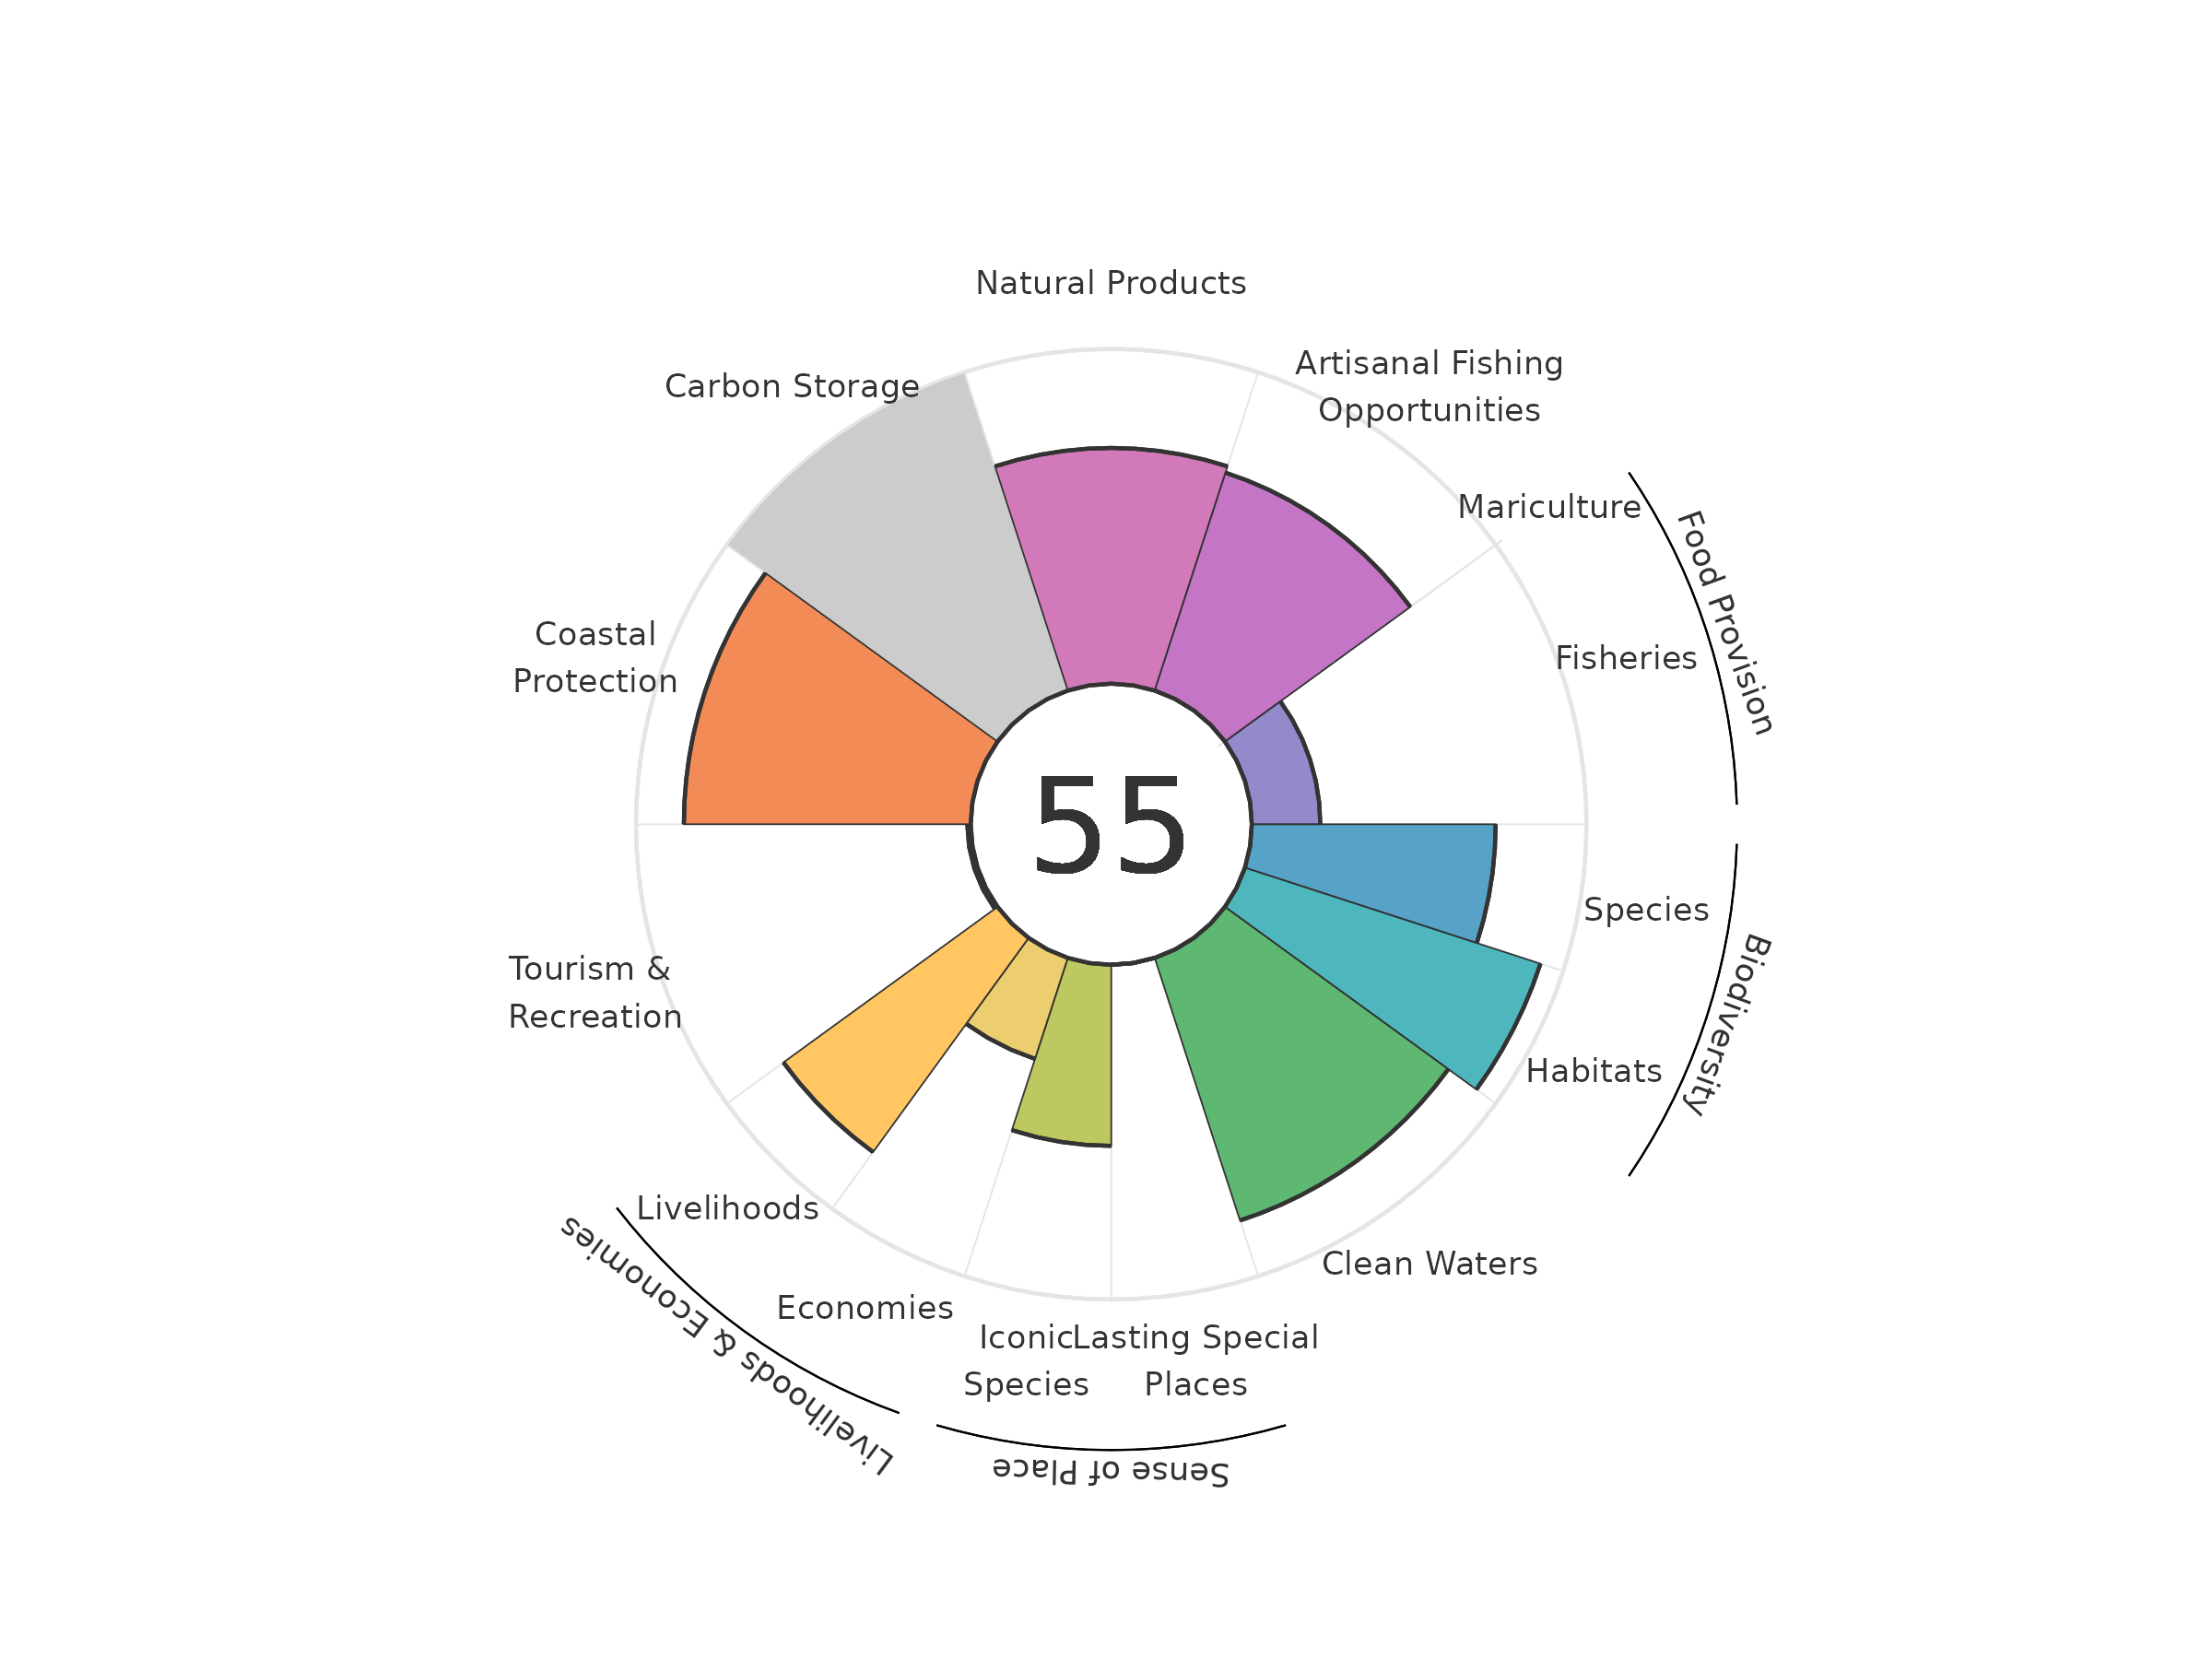 Natural Products
Artisanal Fishing
Opportunities
Carbon Storage
Mariculture
Food Provision
Coastal
Protection
Fisheries
55
Species
Biodiversity
Tourism &
Recreation
Habitats
Livelihoods
Clean Waters
Livelihoods & Economies
Economies
Iconic
Species
Lasting Special
Places
Sense of Place